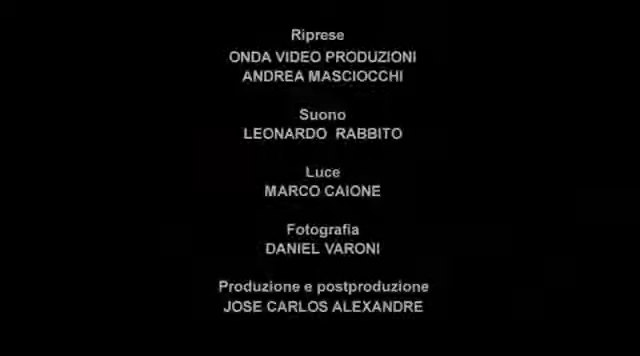 Riprese
ONDA VIDEO PRODUZIONI
ANDREA MASCIOCCHI
Suono
LEONARDO RABBITO
Luce
MARCO CAIONE
Fotografia
DANIEL VARONI
Produzione e postproduzione
JOSE CARLOS ALEXANDRE